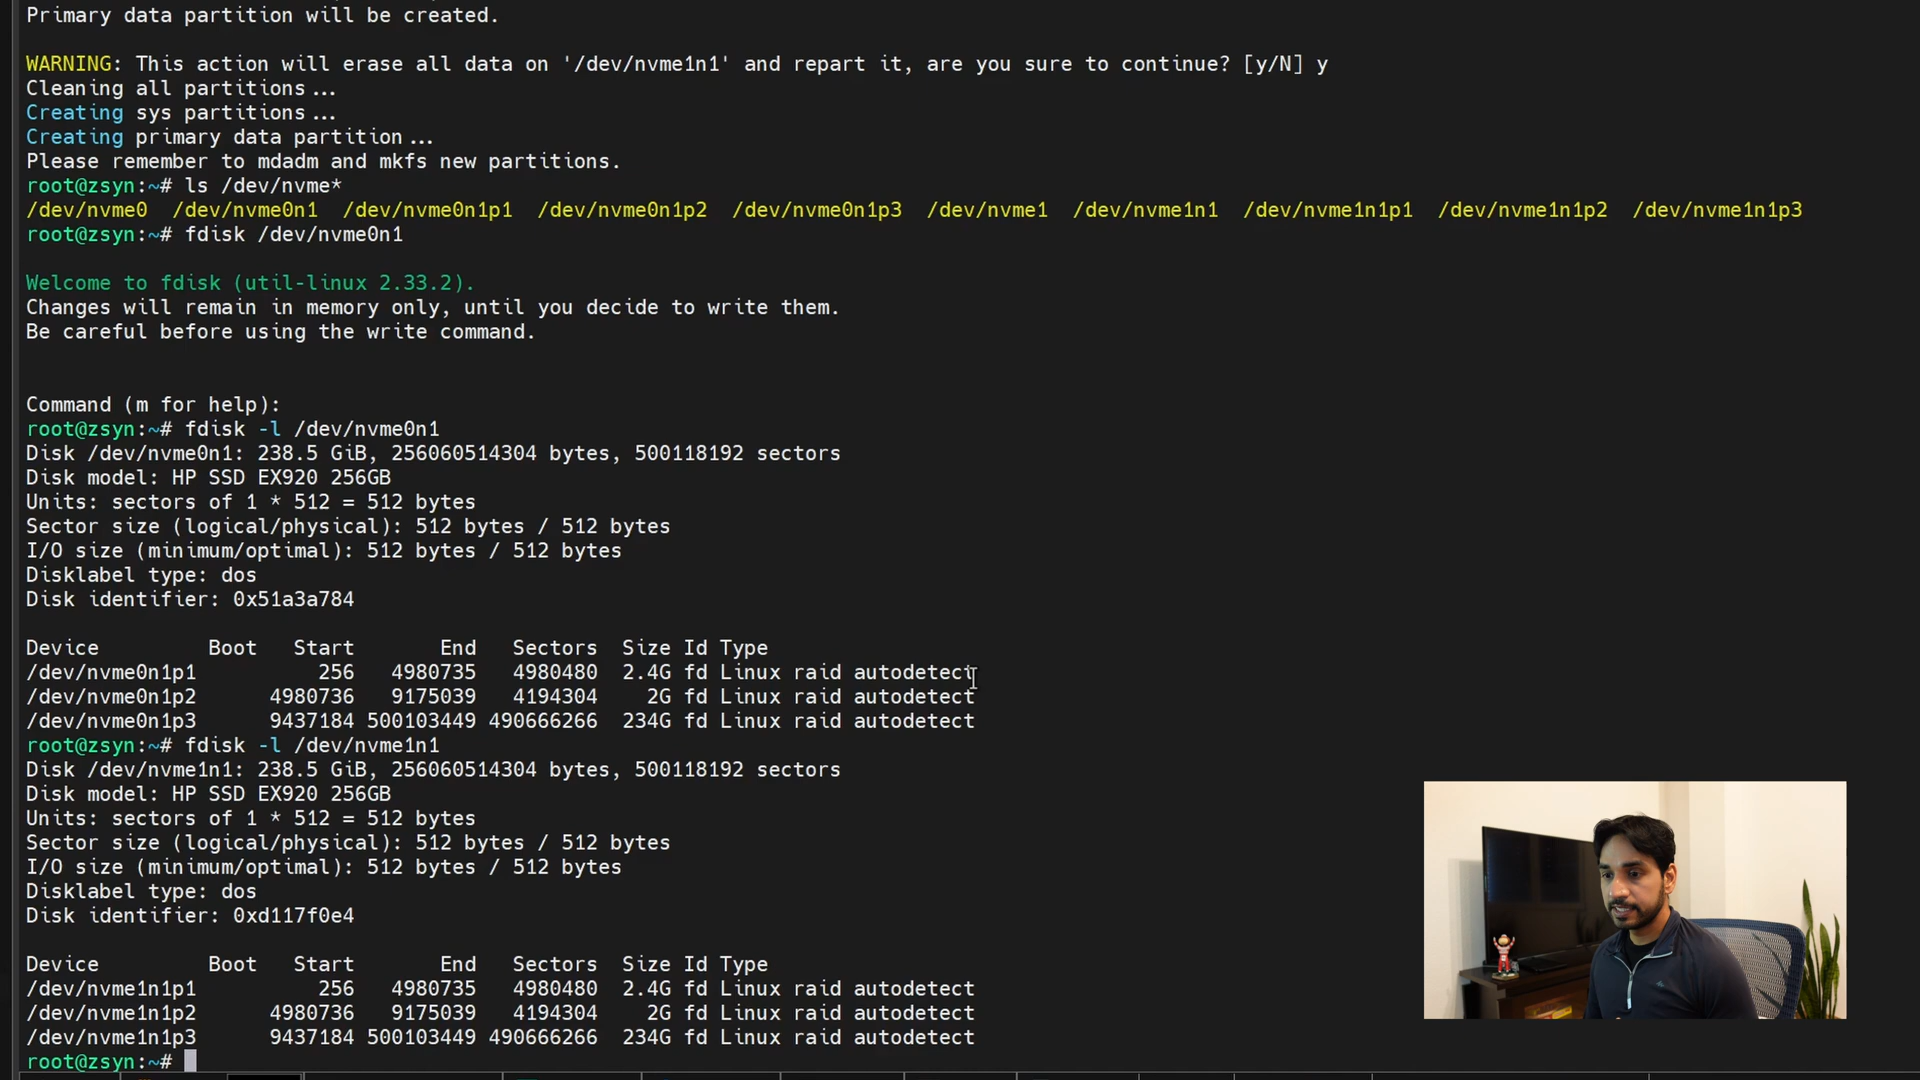 Primary data partition will be created.
WARNING: This action will erase all data on '/dev/nvme1n1' and repart it, are you sure to continue? [y/N] y
Cleaning all partitions...
Creating sys partitions...
Creating primary data partition...
Please remember to mdadm and mkfs new partitions.
root@zsyn:~# ls /dev/nvme*
/dev/nvme0  /dev/nvme0n1  /dev/nvme0n1p1  /dev/nvme0n1p2  /dev/nvme0n1p3  /dev/nvme1  /dev/nvme1n1  /dev/nvme1n1p1  /dev/nvme1n1p2  /dev/nvme1n1p3
root@zsyn:~# fdisk /dev/nvme0n1
Welcome to fdisk (util-linux 2.33.2).
Changes will remain in memory only, until you decide to write them.
Be careful before using the write command.
Command (m for help):
root@zsyn:~# fdisk -l /dev/nvme0n1
Disk /dev/nvme0n1: 238.5 GiB, 256060514304 bytes, 500118192 sectors
Disk model: HP SSD EX920 256GB
Units: sectors of 1 * 512 = 512 bytes
Sector size (logical/physical): 512 bytes / 512 bytes
I/O size (minimum/optimal): 512 bytes / 512 bytes
Disklabel type: dos
Disk identifier: 0x51a3a784
Device         Boot   Start       End   Sectors  Size Id Type
/dev/nvme0n1p1          256   4980735   4980480  2.4G fd Linux raid autodetect
/dev/nvme0n1p2      4980736   9175039   4194304    2G fd Linux raid autodetect
/dev/nvme0n1p3      9437184 500103449 490666266  234G fd Linux raid autodetect
root@zsyn:~# fdisk -l /dev/nvme1n1
Disk /dev/nvme1n1: 238.5 GiB, 256060514304 bytes, 500118192 sectors
Disk model: HP SSD EX920 256GB
Units: sectors of 1 * 512 = 512 bytes
Sector size (logical/physical): 512 bytes / 512 bytes
I/O size (minimum/optimal): 512 bytes / 512 bytes
Disklabel type: dos
Disk identifier: 0xd117f0e4
Device         Boot   Start       End   Sectors  Size Id Type
/dev/nvme1n1p1          256   4980735   4980480  2.4G fd Linux raid autodetect
/dev/nvme1n1p2      4980736   9175039   4194304    2G fd Linux raid autodetect
/dev/nvme1n1p3      9437184 500103449 490666266  234G fd Linux raid autodetect
root@zsyn:~#